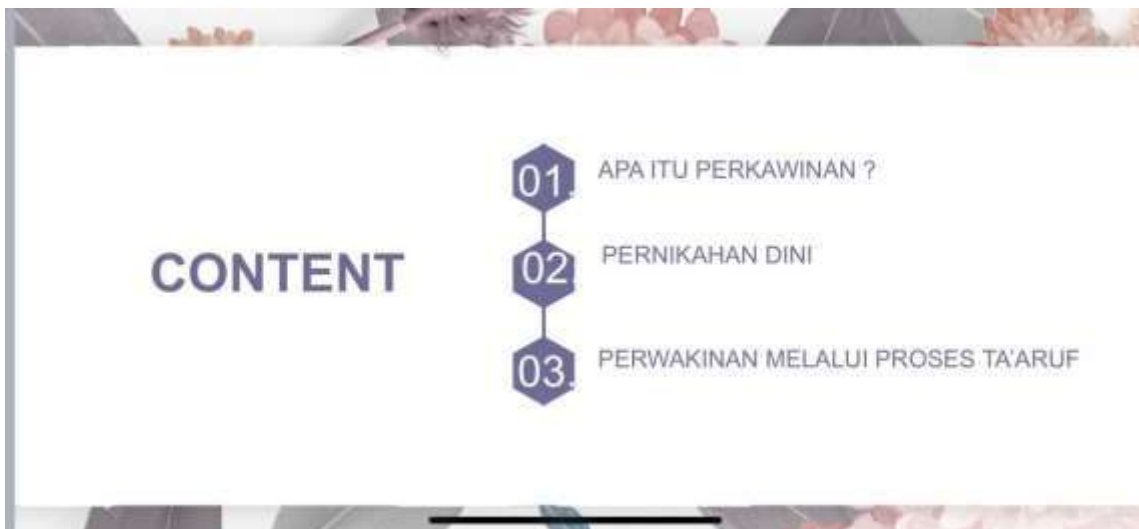 CONTENT
01. APA ITU PERKAWINAN ?
02 PERNIKAHAN DINI
03. PERWAKINAN MELALUI PROSES TA'ARUF